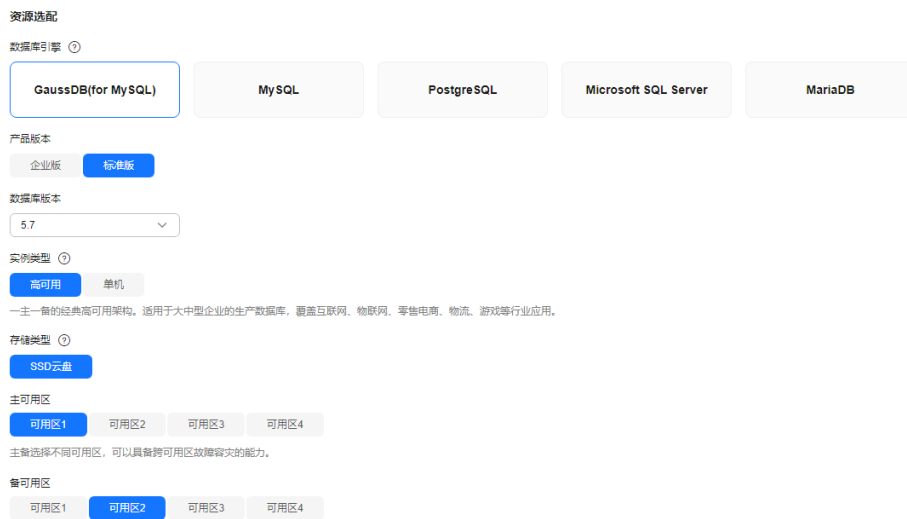 资源选配
数据库引擎 ?
GaussDB(for MySQL) MySQL PostgreSQL Microsoft SQL Server MariaDB
产品版本
企业版 标准版
数据库版本
5.7
实例类型 ?
高可用 单机
一主一备的经典高可用架构。适用于大中型企业的生产数据库，覆盖互联网、物联网、零售电商、物流、游戏等行业应用。
存储类型 ?
SSD云盘
主可用区
可用区1 可用区2 可用区3 可用区4
主备选择不同可用区，可以具备跨可用区故障容灾的能力。
备可用区
可用区1 可用区2 可用区3 可用区4